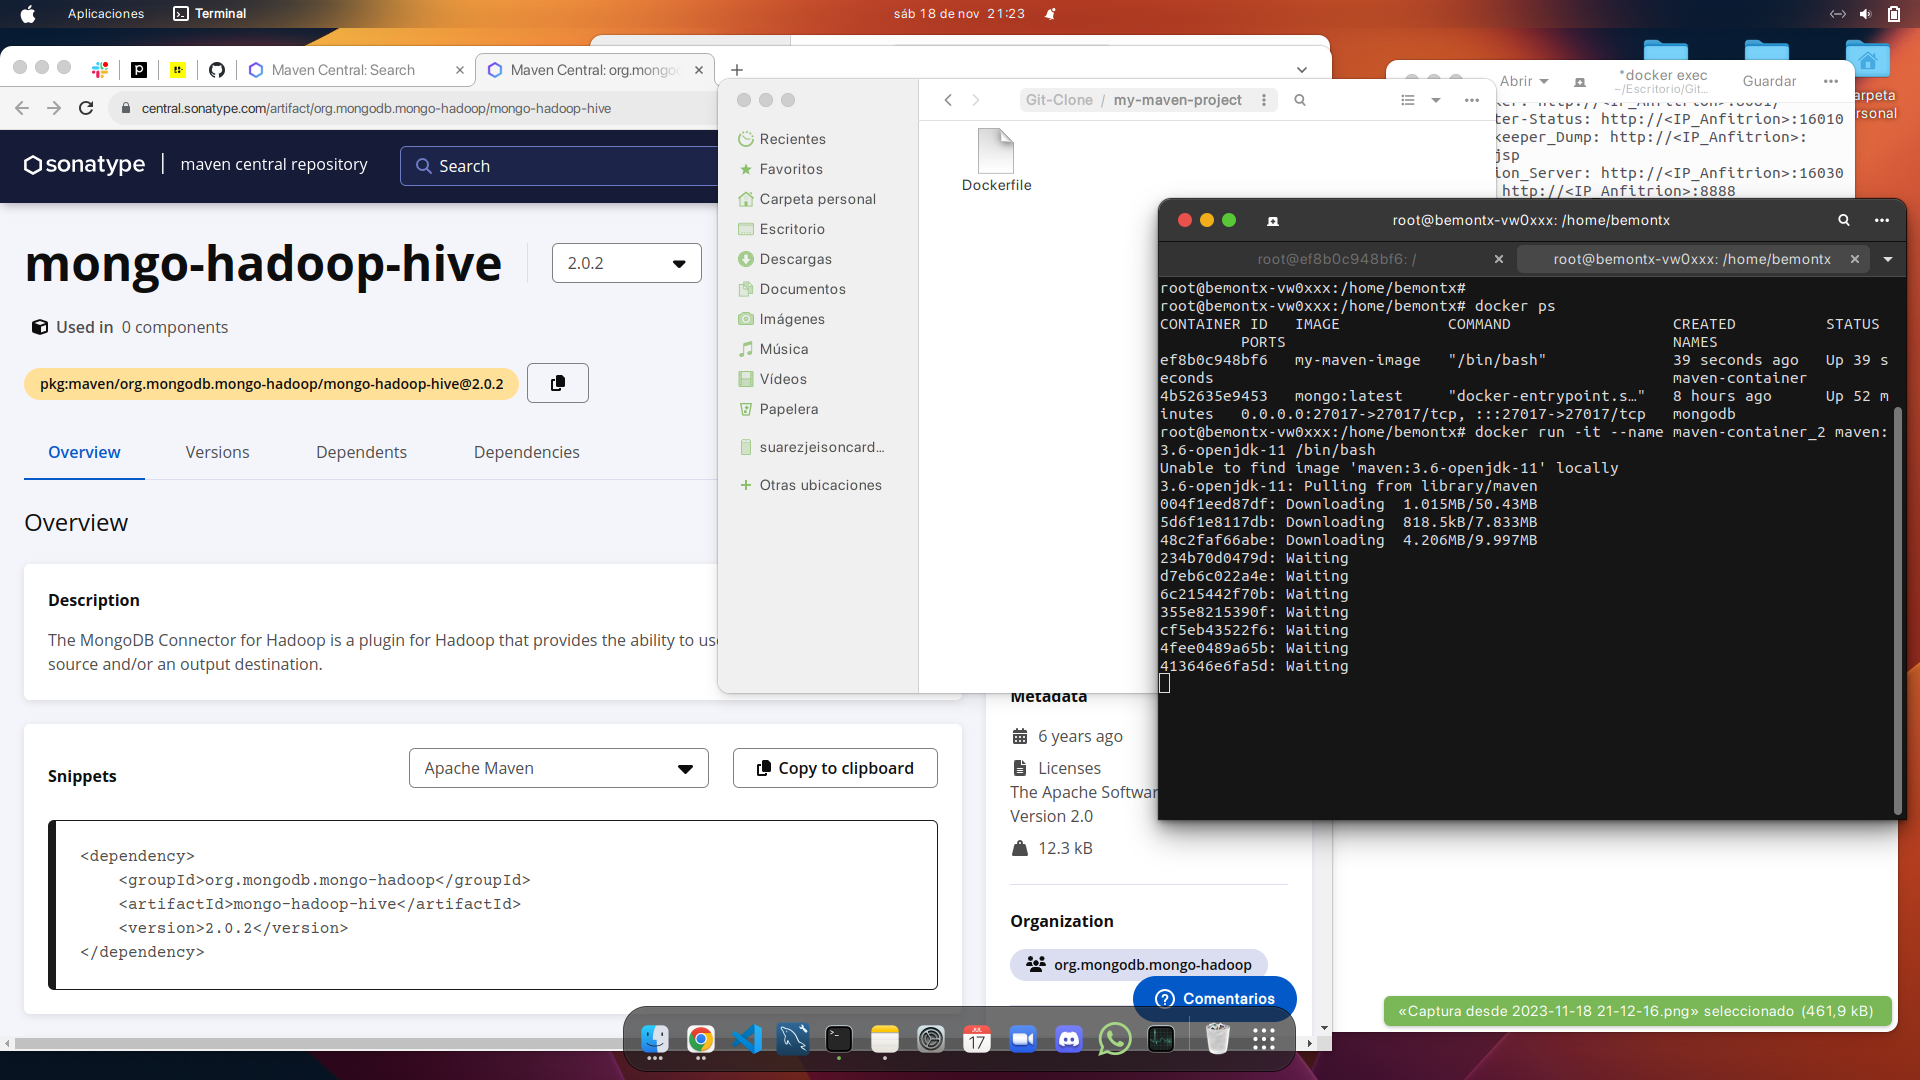 Aplicaciones
Terminal
sáb 18 de nov 21:23
Maven Central: Search
Maven Central: org.mongo
central.sonatype.com/artifact/org.mongodb.mongo-hadoop/mongo-hadoop-hive
sonatype
maven central repository
Search
mongo-hadoop-hive
2.0.2
Used in 0 components
pkg:maven/org.mongodb.mongo-hadoop/mongo-hadoop-hive@2.0.2
Overview
Versions
Dependents
Dependencies
Overview
Description
The MongoDB Connector for Hadoop is a plugin for Hadoop that provides the ability to use
source and/or an output destination.
Snippets
Apache Maven
Copy to clipboard
<dependency>
<groupId>org.mongodb.mongo-hadoop</groupId>
<artifactId>mongo-hadoop-hive</artifactId>
<version>2.0.2</version>
</dependency>
Metadata
6 years ago
Licenses
The Apache Softwar
Version 2.0
12.3 kB
Organization
org.mongodb.mongo-hadoop
Comentarios
Git-Clone / my-maven-project
Recientes
Favoritos
Carpeta personal
Escritorio
Descargas
Documentos
Imágenes
Música
Vídeos
Papelera
suarezjeisoncard…
Otras ubicaciones
Dockerfile
Abrir
*docker exec
~/Escritorio/Git…
Guardar
ter-Status: http://<IP_Anfitrion>:16010
keeper_Dump: http://<IP_Anfitrion>:
jsp
ion_Server: http://<IP_Anfitrion>:16030
http://<IP_Anfitrion>:8888
arpeta
rsonal
root@bemontx-vw0xxx: /home/bemontx
root@ef8b0c948bf6: /
root@bemontx-vw0xxx: /home/bemontx
root@bemontx-vw0xxx:/home/bemontx#
root@bemontx-vw0xxx:/home/bemontx# docker ps
CONTAINER ID   IMAGE            COMMAND                  CREATED          STATUS
PORTS                                           NAMES
ef8b0c948bf6   my-maven-image   "/bin/bash"              39 seconds ago   Up 39 s
econds                                                   maven-container
4b52635e9453   mongo:latest     "docker-entrypoint.s…"   8 hours ago      Up 52 m
inutes   0.0.0.0:27017->27017/tcp, :::27017->27017/tcp   mongodb
root@bemontx-vw0xxx:/home/bemontx# docker run -it --name maven-container_2 maven:
3.6-openjdk-11 /bin/bash
Unable to find image 'maven:3.6-openjdk-11' locally
3.6-openjdk-11: Pulling from library/maven
004f1eed87df: Downloading  1.015MB/50.43MB
5d6f1e8117db: Downloading  818.5kB/7.833MB
48c2faf66abe: Downloading  4.206MB/9.997MB
234b70d0479d: Waiting
d7eb6c022a4e: Waiting
6c215442f70b: Waiting
355e8215390f: Waiting
cf5eb43522f6: Waiting
4fee0489a65b: Waiting
413646e6fa5d: Waiting
«Captura desde 2023-11-18 21-12-16.png» seleccionado (461,9 kB)
JUL
17